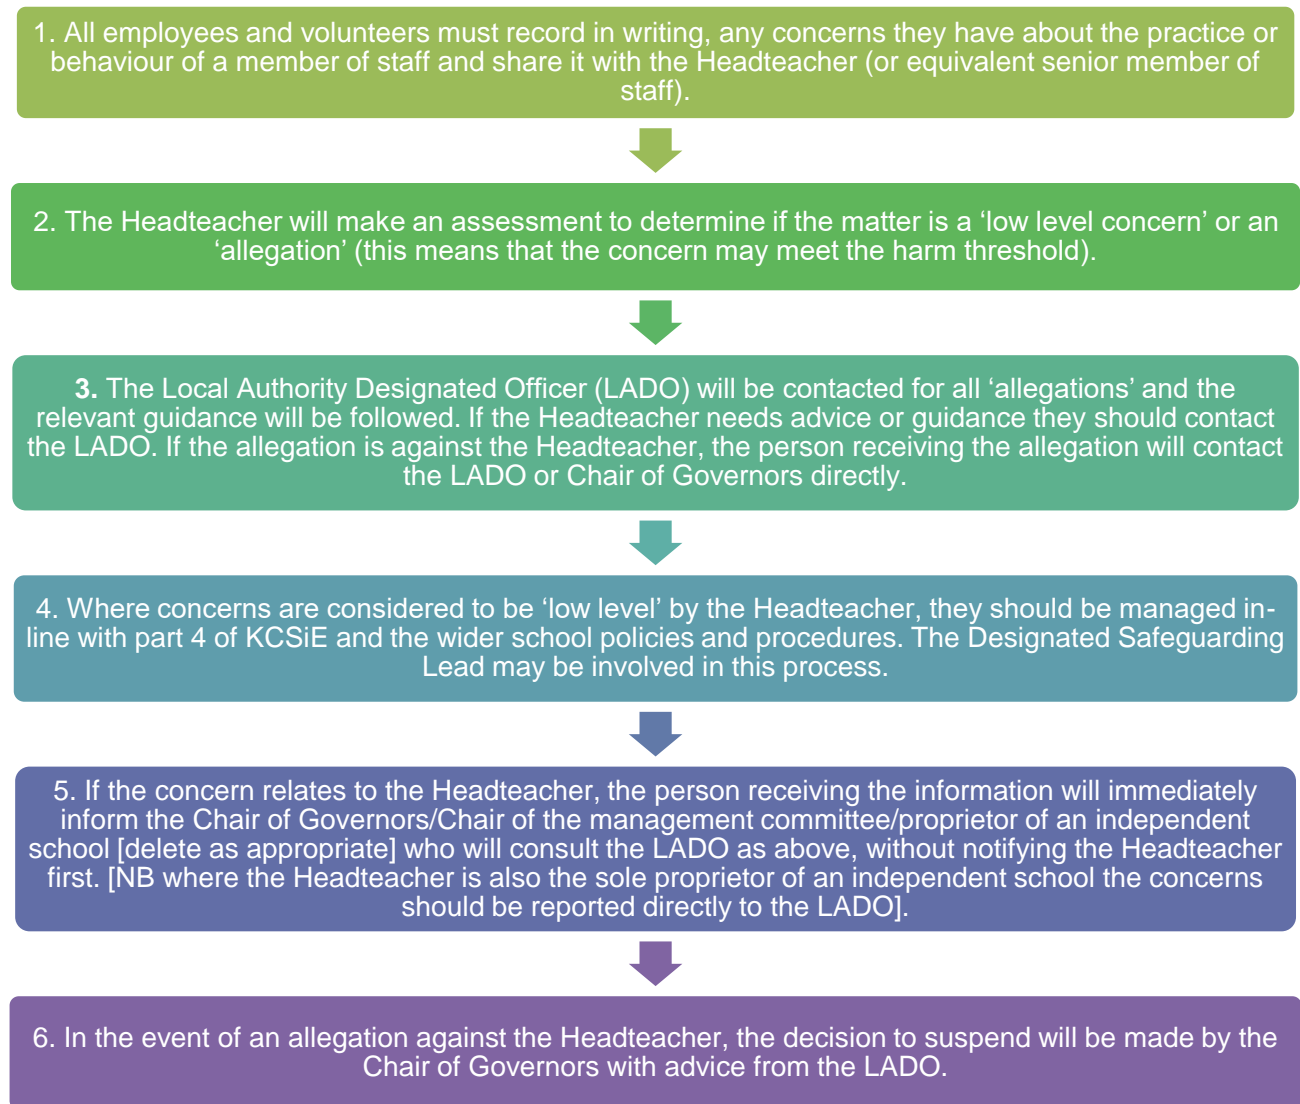 1. All employees and volunteers must record in writing, any concerns they have about the practice or
behaviour of a member of staff and share it with the Headteacher (or equivalent senior member of
staff).
2. The Headteacher will make an assessment to determine if the matter is a ‘low level concern’ or an
‘allegation’ (this means that the concern may meet the harm threshold).
3. The Local Authority Designated Officer (LADO) will be contacted for all ‘allegations’ and the
relevant guidance will be followed. If the Headteacher needs advice or guidance they should contact
the LADO. If the allegation is against the Headteacher, the person receiving the allegation will contact
the LADO or Chair of Governors directly.
4. Where concerns are considered to be ‘low level’ by the Headteacher, they should be managed in-
line with part 4 of KCSiE and the wider school policies and procedures. The Designated Safeguarding
Lead may be involved in this process.
5. If the concern relates to the Headteacher, the person receiving the information will immediately
inform the Chair of Governors/Chair of the management committee/proprietor of an independent
school [delete as appropriate] who will consult the LADO as above, without notifying the Headteacher
first. [NB where the Headteacher is also the sole proprietor of an independent school the concerns
should be reported directly to the LADO].
6. In the event of an allegation against the Headteacher, the decision to suspend will be made by the
Chair of Governors with advice from the LADO.